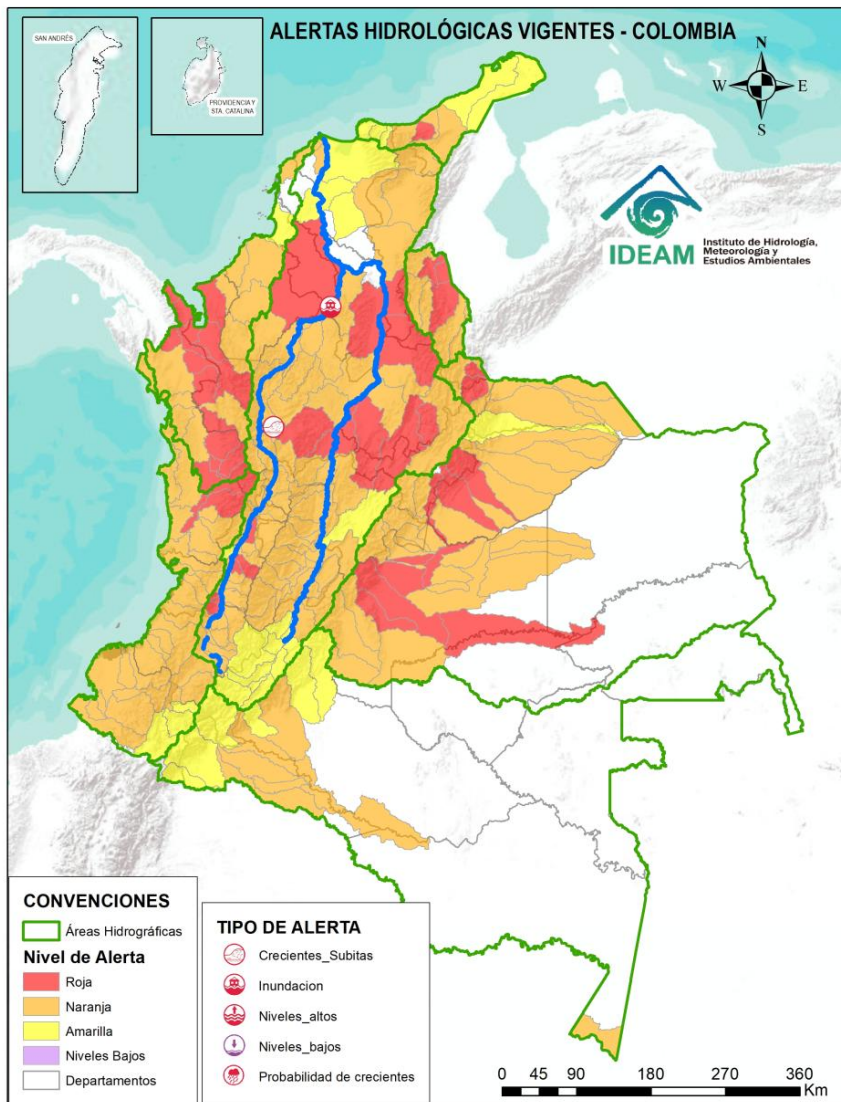 ALERTAS HIDROLÓGICAS VIGENTES - COLOMBIA
SAN ANDRÉS
PROVIDENCIA Y
STA. CATALINA
N
W E
S
IDEAM
Instituto de Hidrología,
Meteorología y
Estudios Ambientales
CONVENCIONES
Áreas Hidrográficas
Nivel de Alerta
Roja
Naranja
Amarilla
Niveles Bajos
Departamentos
TIPO DE ALERTA
Crecientes_Subitas
Inundacion
Niveles_altos
Niveles_bajos
Probabilidad de crecientes
0 45 90 180 270 360
Km